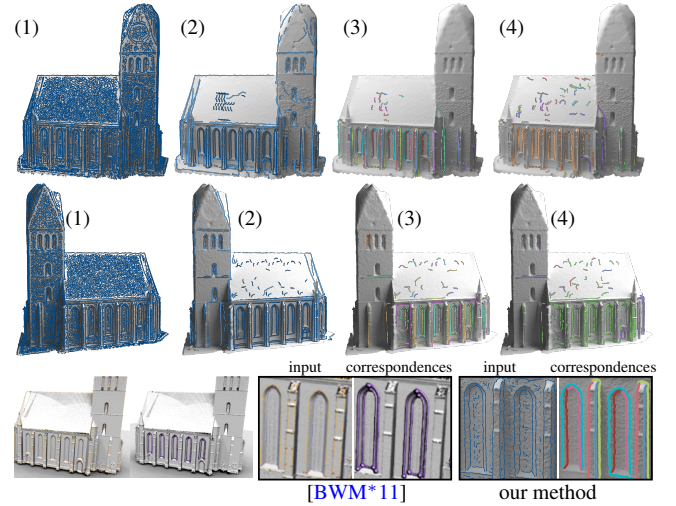 (1) (2) (3) (4)
(1) (2) (3) (4)
input correspondences input correspondences
[BWM*11] our method